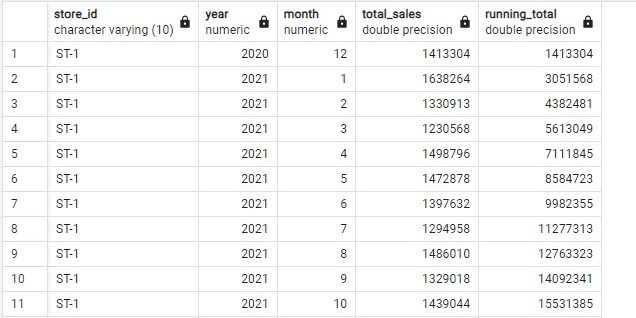 store_id year month total_sales running_total
character varying (10) numeric numeric double precision double precision
1 ST-1 2020 12 1413304 1413304
2 ST-1 2021 1 1638264 3051568
3 ST-1 2021 2 1330913 4382481
4 ST-1 2021 3 1230568 5613049
5 ST-1 2021 4 1498796 7111845
6 ST-1 2021 5 1472878 8584723
7 ST-1 2021 6 1397632 9982355
8 ST-1 2021 7 1294958 11277313
9 ST-1 2021 8 1486010 12763323
10 ST-1 2021 9 1329018 14092341
11 ST-1 2021 10 1439044 15531385